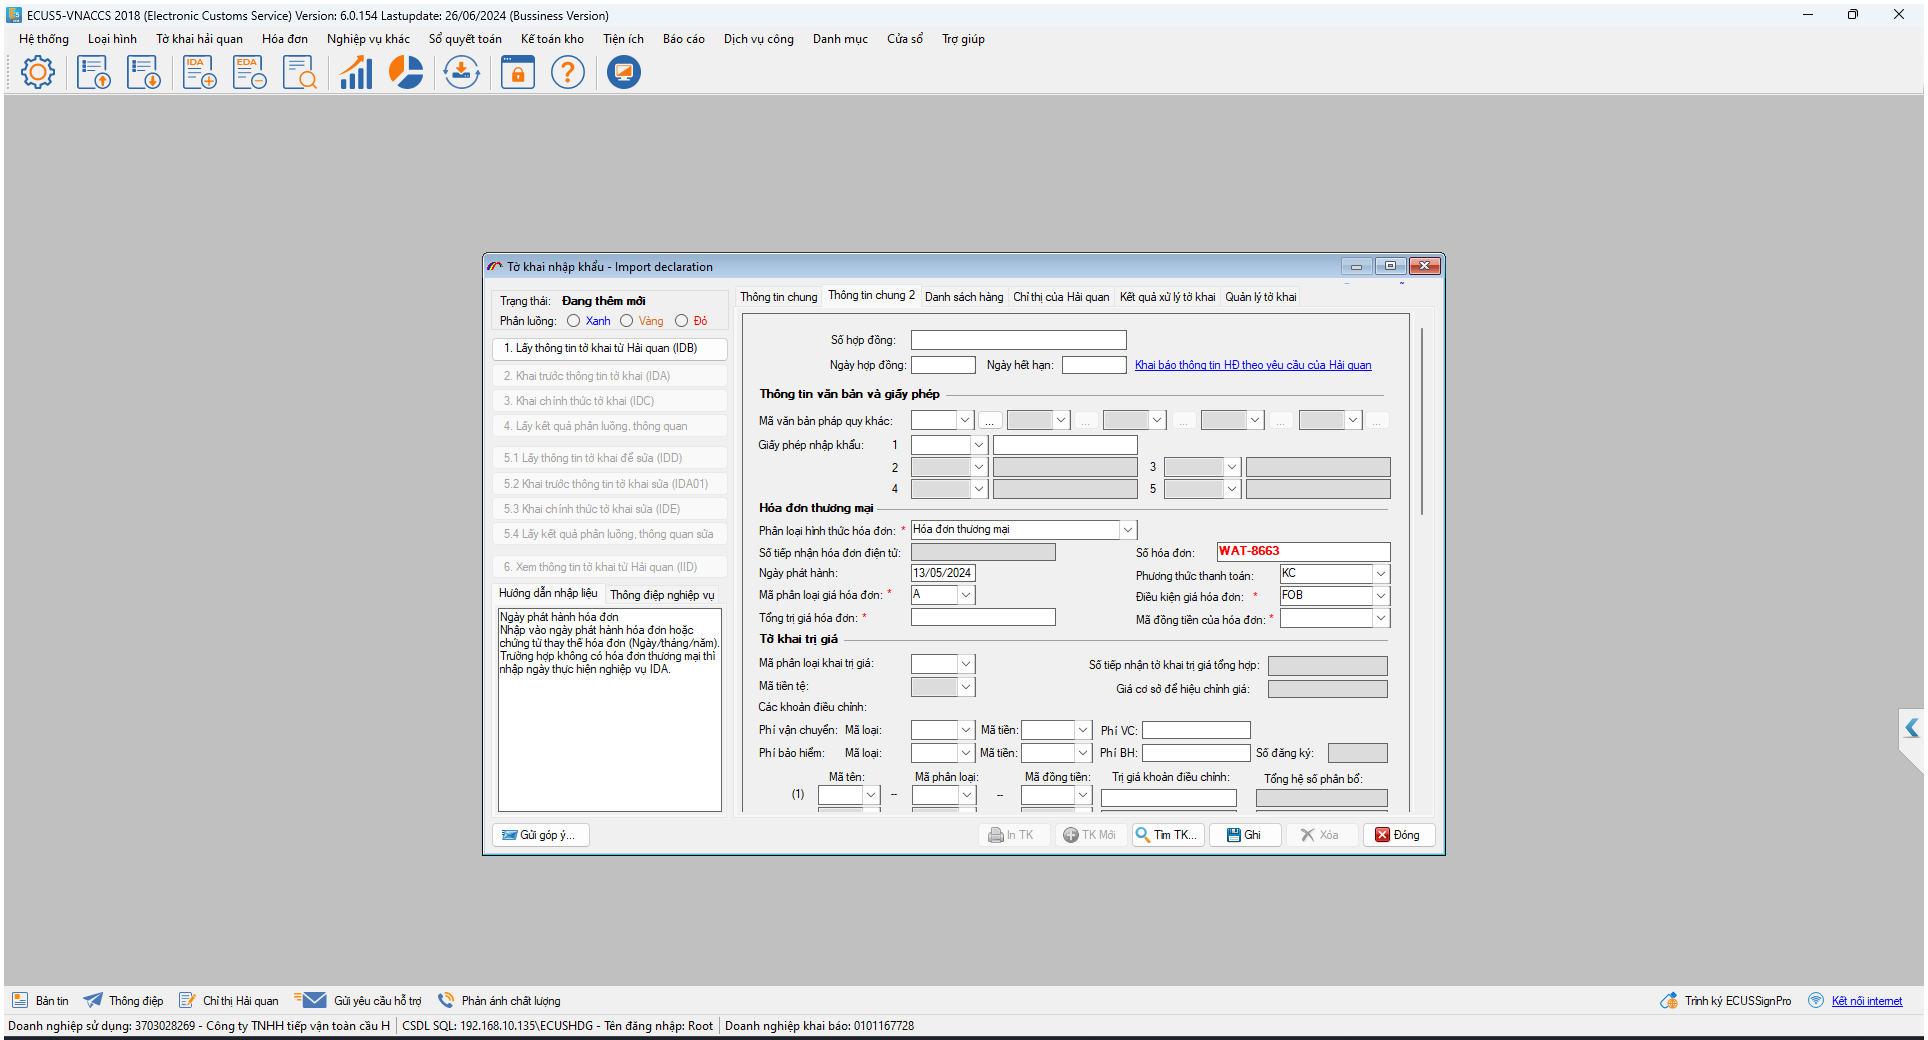 ECUS5-VNACCS 2018 (Electronic Customs Service) Version: 6.0.154 Lastupdate: 26/06/2024 (Bussiness Version)
Hệ thống Loại hình Tờ khai hải quan Hóa đơn Nghiệp vụ khác Sổ quyết toán Kế toán kho Tiện ích Báo cáo Dịch vụ công Danh mục Cửa sổ Trợ giúp
IDA EDA
Tờ khai nhập khẩu - Import declaration
Trạng thái: Đang thêm mới
Phân luồng: Xanh Vàng Đỏ
1. Lấy thông tin tờ khai từ Hải quan (IDB)
2. Khai trước thông tin tờ khai (IDA)
3. Khai chính thức tờ khai (IDC)
4. Lấy kết quả phân luồng, thông quan
5.1 Lấy thông tin tờ khai để sửa (IDD)
5.2 Khai trước thông tin tờ khai sửa (IDA01)
5.3 Khai chính thức tờ khai sửa (IDE)
5.4 Lấy kết quả phân luồng, thông quan sửa
6. Xem thông tin tờ khai từ Hải quan (IID)
Hướng dẫn nhập liệu Thông điệp nghiệp vụ
Ngày phát hành hóa đơn
Nhập vào ngày phát hành hóa đơn hoặc
chứng từ thay thế hóa đơn (Ngày/tháng/năm).
Trường hợp không có hóa đơn thương mại thì
nhập ngày thực hiện nghiệp vụ IDA.
Thông tin chung Thông tin chung 2 Danh sách hàng Chỉ thị của Hải quan Kết quả xử lý tờ khai Quản lý tờ khai
Số hợp đồng:
Ngày hợp đồng: Ngày hết hạn: Khai báo thông tin HĐ theo yêu cầu của Hải quan
Thông tin văn bản và giấy phép
Mã văn bản pháp quy khác: ... ... ... ... ...
Giấy phép nhập khẩu: 1
2 3
4 5
Hóa đơn thương mại
Phân loại hình thức hóa đơn: * Hóa đơn thương mại
Số tiếp nhận hóa đơn điện tử: Số hóa đơn: WAT-8663
Ngày phát hành: 13/05/2024 Phương thức thanh toán: KC
Mã phân loại giá hóa đơn: * A Điều kiện giá hóa đơn: * FOB
Tổng trị giá hóa đơn: * Mã đồng tiền của hóa đơn: *
Tờ khai trị giá
Mã phân loại khai trị giá: Số tiếp nhận tờ khai trị giá tổng hợp:
Mã tiền tệ: Giá cơ sở để hiệu chỉnh giá:
Các khoản điều chỉnh:
Phí vận chuyển: Mã loại: Mã tiền: Phí VC:
Phí bảo hiểm: Mã loại: Mã tiền: Phí BH: Số đăng ký:
Mã tên: Mã phân loại: Mã đồng tiền: Trị giá khoản điều chỉnh: Tổng hệ số phân bổ:
(1) -- --
Gửi góp ý... In TK TK Mới Tìm TK... Ghi Xóa Đóng
Bản tin Thông điệp Chỉ thị Hải quan Gửi yêu cầu hỗ trợ Phản ánh chất lượng Trình ký ECUSSignPro Kết nối internet
Doanh nghiệp sử dụng: 3703028269 - Công ty TNHH tiếp vận toàn cầu H CSDL SQL: 192.168.10.135\ECUSHDG - Tên đăng nhập: Root Doanh nghiệp khai báo: 0101167728